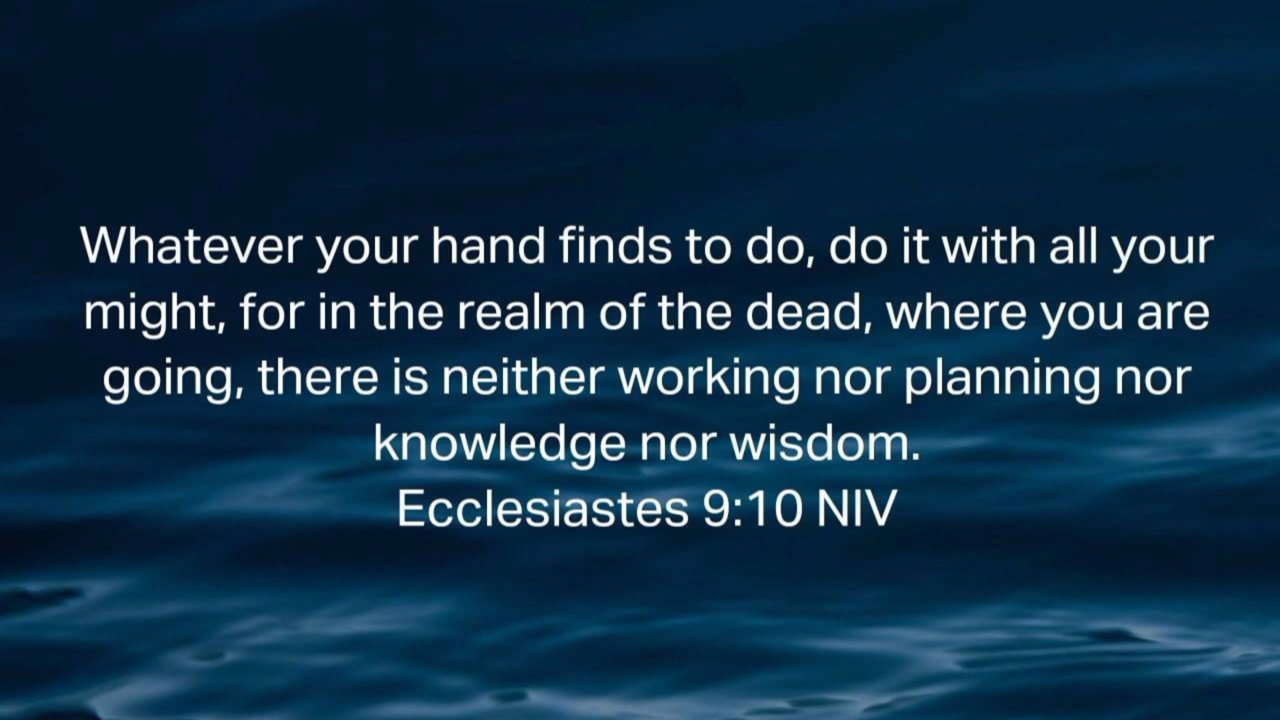 Whatever your hand finds to do, do it with all your
might, for in the realm of the dead, where you are
going, there is neither working nor planning nor
knowledge nor wisdom.
Ecclesiastes 9:10 NIV